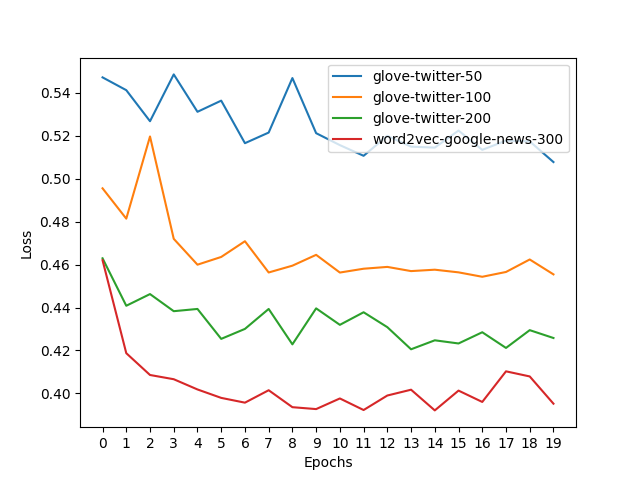 glove-twitter-50
glove-twitter-100
glove-twitter-200
word2vec-google-news-300
0.54
0.52
0.50
0.48
0.46
0.44
0.42
0.40
Loss
0 1 2 3 4 5 6 7 8 9 10 11 12 13 14 15 16 17 18 19
Epochs